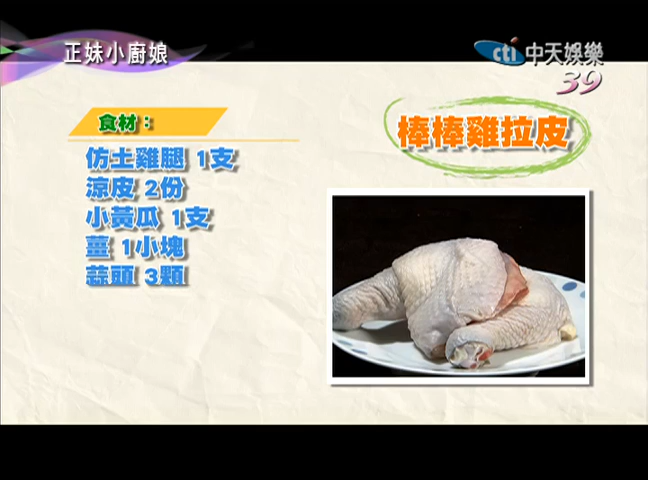 正妹小廚娘
cti 中天娛樂
39
棒棒雞拉皮
食材：
仿土雞腿 1支
涼皮 2份
小黃瓜 1支
薑 1小塊
蒜頭 3顆